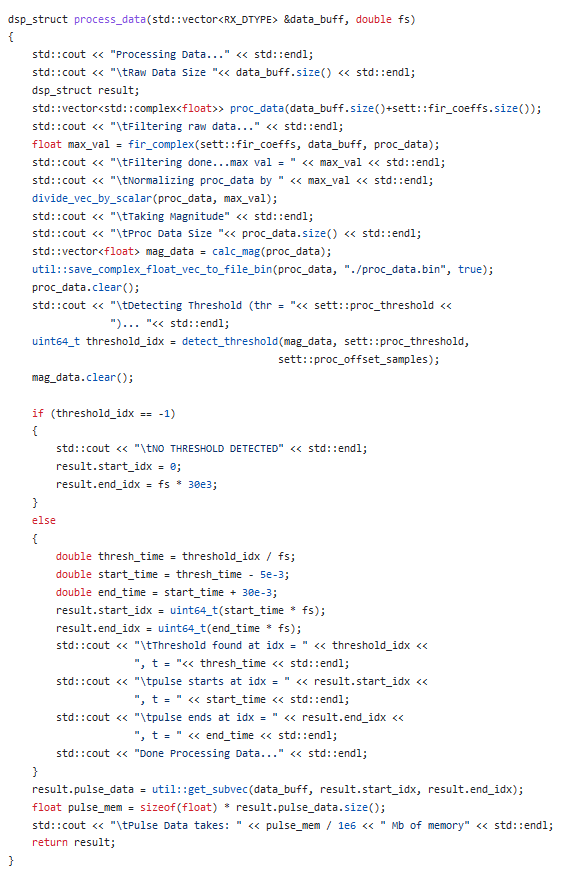 dsp_struct process_data(std::vector<RX_DTYPE> &data_buff, double fs)
{
    std::cout << "Processing Data..." << std::endl;
    std::cout << "\tRaw Data Size "<< data_buff.size() << std::endl;
    dsp_struct result;
    std::vector<std::complex<float>> proc_data(data_buff.size()+sett::fir_coeffs.size());
    std::cout << "\tFiltering raw data..." << std::endl;
    float max_val = fir_complex(sett::fir_coeffs, data_buff, proc_data);
    std::cout << "\tFiltering done...max val = " << max_val << std::endl;
    std::cout << "\tNormalizing proc_data by " << max_val << std::endl;
    divide_vec_by_scalar(proc_data, max_val);
    std::cout << "\tTaking Magnitude" << std::endl;
    std::cout << "\tProc Data Size "<< proc_data.size() << std::endl;
    std::vector<float> mag_data = calc_mag(proc_data);
    util::save_complex_float_vec_to_file_bin(proc_data, "./proc_data.bin", true);
    proc_data.clear();
    std::cout << "\tDetecting Threshold (thr = "<< sett::proc_threshold <<
                 ")... "<< std::endl;
    uint64_t threshold_idx = detect_threshold(mag_data, sett::proc_threshold,
                                              sett::proc_offset_samples);
    mag_data.clear();

    if (threshold_idx == -1)
    {
        std::cout << "\tNO THRESHOLD DETECTED" << std::endl;
        result.start_idx = 0;
        result.end_idx = fs * 30e3;
    }
    else
    {
        double thresh_time = threshold_idx / fs;
        double start_time = thresh_time - 5e-3;
        double end_time = start_time + 30e-3;
        result.start_idx = uint64_t(start_time * fs);
        result.end_idx = uint64_t(end_time * fs);
        std::cout << "\tThreshold found at idx = " << threshold_idx <<
                     ", t = "<< thresh_time << std::endl;
        std::cout << "\tpulse starts at idx = " << result.start_idx <<
                     ", t = " << start_time << std::endl;
        std::cout << "\tpulse ends at idx = " << result.end_idx <<
                     ", t = " << end_time << std::endl;
        std::cout << "Done Processing Data..." << std::endl;
    }
    result.pulse_data = util::get_subvec(data_buff, result.start_idx, result.end_idx);
    float pulse_mem = sizeof(float) * result.pulse_data.size();
    std::cout << "\tPulse Data takes: " << pulse_mem / 1e6 << " Mb of memory" << std::endl;
    return result;
}